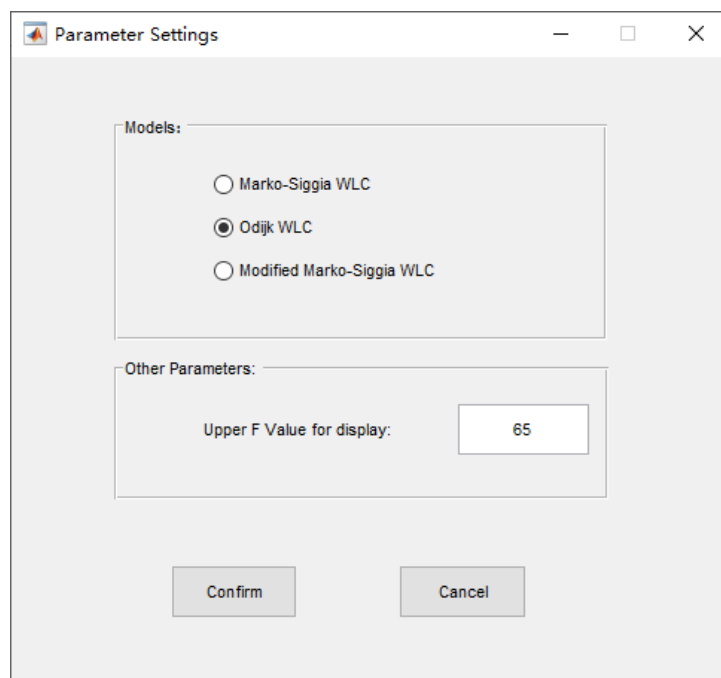 Parameter Settings
Models:
Marko-Siggia WLC
Odijk WLC
Modified Marko-Siggia WLC
Other Parameters:
Upper F Value for display:
65
Confirm
Cancel